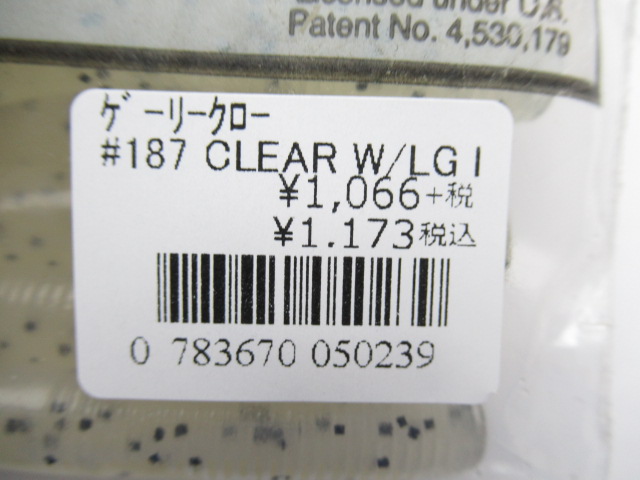 Licensed under U.S.
Patent No. 4,530,179
ｹﾞｰﾘｰｸﾛｰ
#187 CLEAR W/LG I
¥1,066+税
¥1.173税込
0 783670 050239